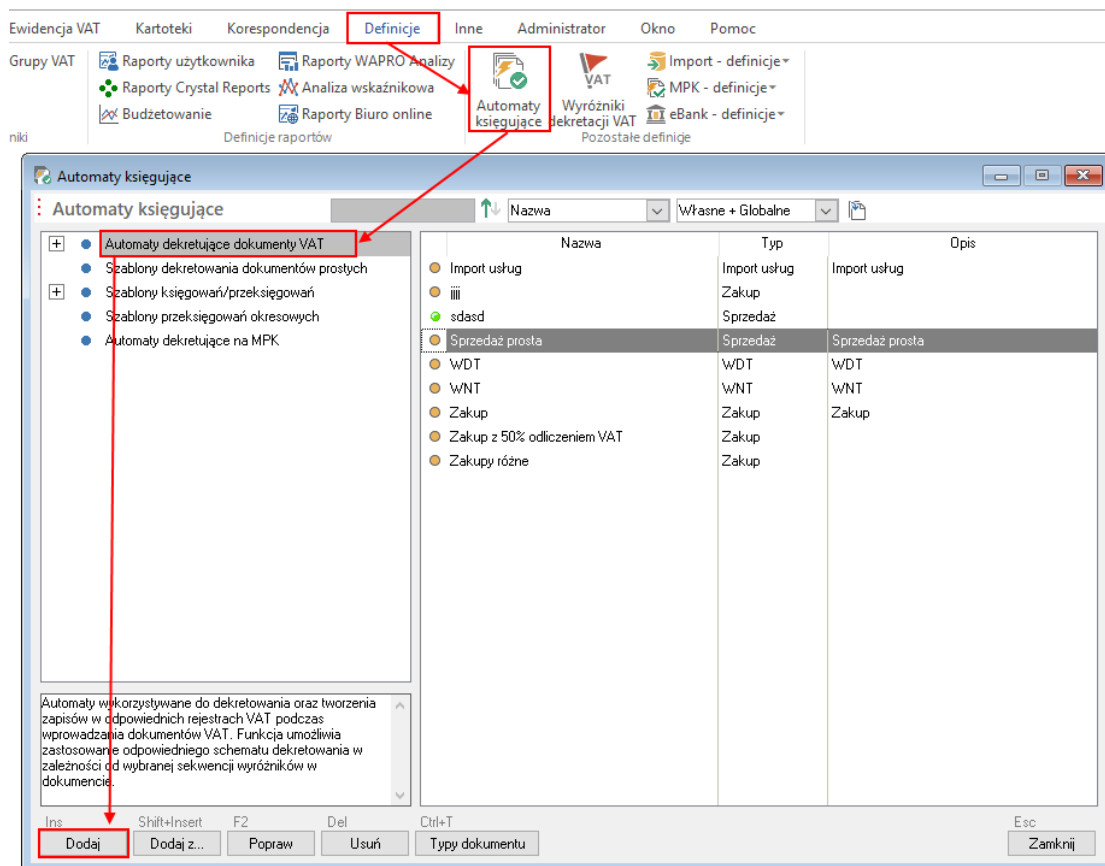 Ewidencja VAT Kartoteki Korespondencja Definicje Inne Administrator Okno Pomoc
Grupy VAT Raporty użytkownika Raporty WAPRO Analizy Import - definicje
Raporty Crystal Reports Analiza wskaźnikowa MPK - definicje
Budżetowanie Raporty Biuro online eBank - definicje
Automaty księgujące
VAT
Wyróżniki dekretacji VAT
niki Definicje raportów Pozostałe definicje
Automaty księgujące
Automaty księgujące Nazwa Własne + Globalne
Automaty dekretujące dokumenty VAT
Szablony dekretowania dokumentów prostych
Szablony księgowań/przeksięgowań
Szablony przeksięgowań okresowych
Automaty dekretujące na MPK
Nazwa Typ Opis
Import usług Import usług Import usług
jjjj Zakup
sdasd Sprzedaż
Sprzedaż prosta Sprzedaż Sprzedaż prosta
WDT WDT WDT
WNT WNT WNT
Zakup Zakup Zakup
Zakup z 50% odliczeniem VAT Zakup
Zakupy różne Zakup
Automaty wykorzystywane do dekretowania oraz tworzenia
zapisów w odpowiednich rejestrach VAT podczas
wprowadzania dokumentów VAT. Funkcja umożliwia
zastosowanie odpowiedniego schematu dekretowania w
zależności od wybranej sekwencji wyróżników w
dokumencie.
Ins Shift+Insert F2 Del Ctrl+T Esc
Dodaj Dodaj z... Popraw Usuń Typy dokumentu Zamknij